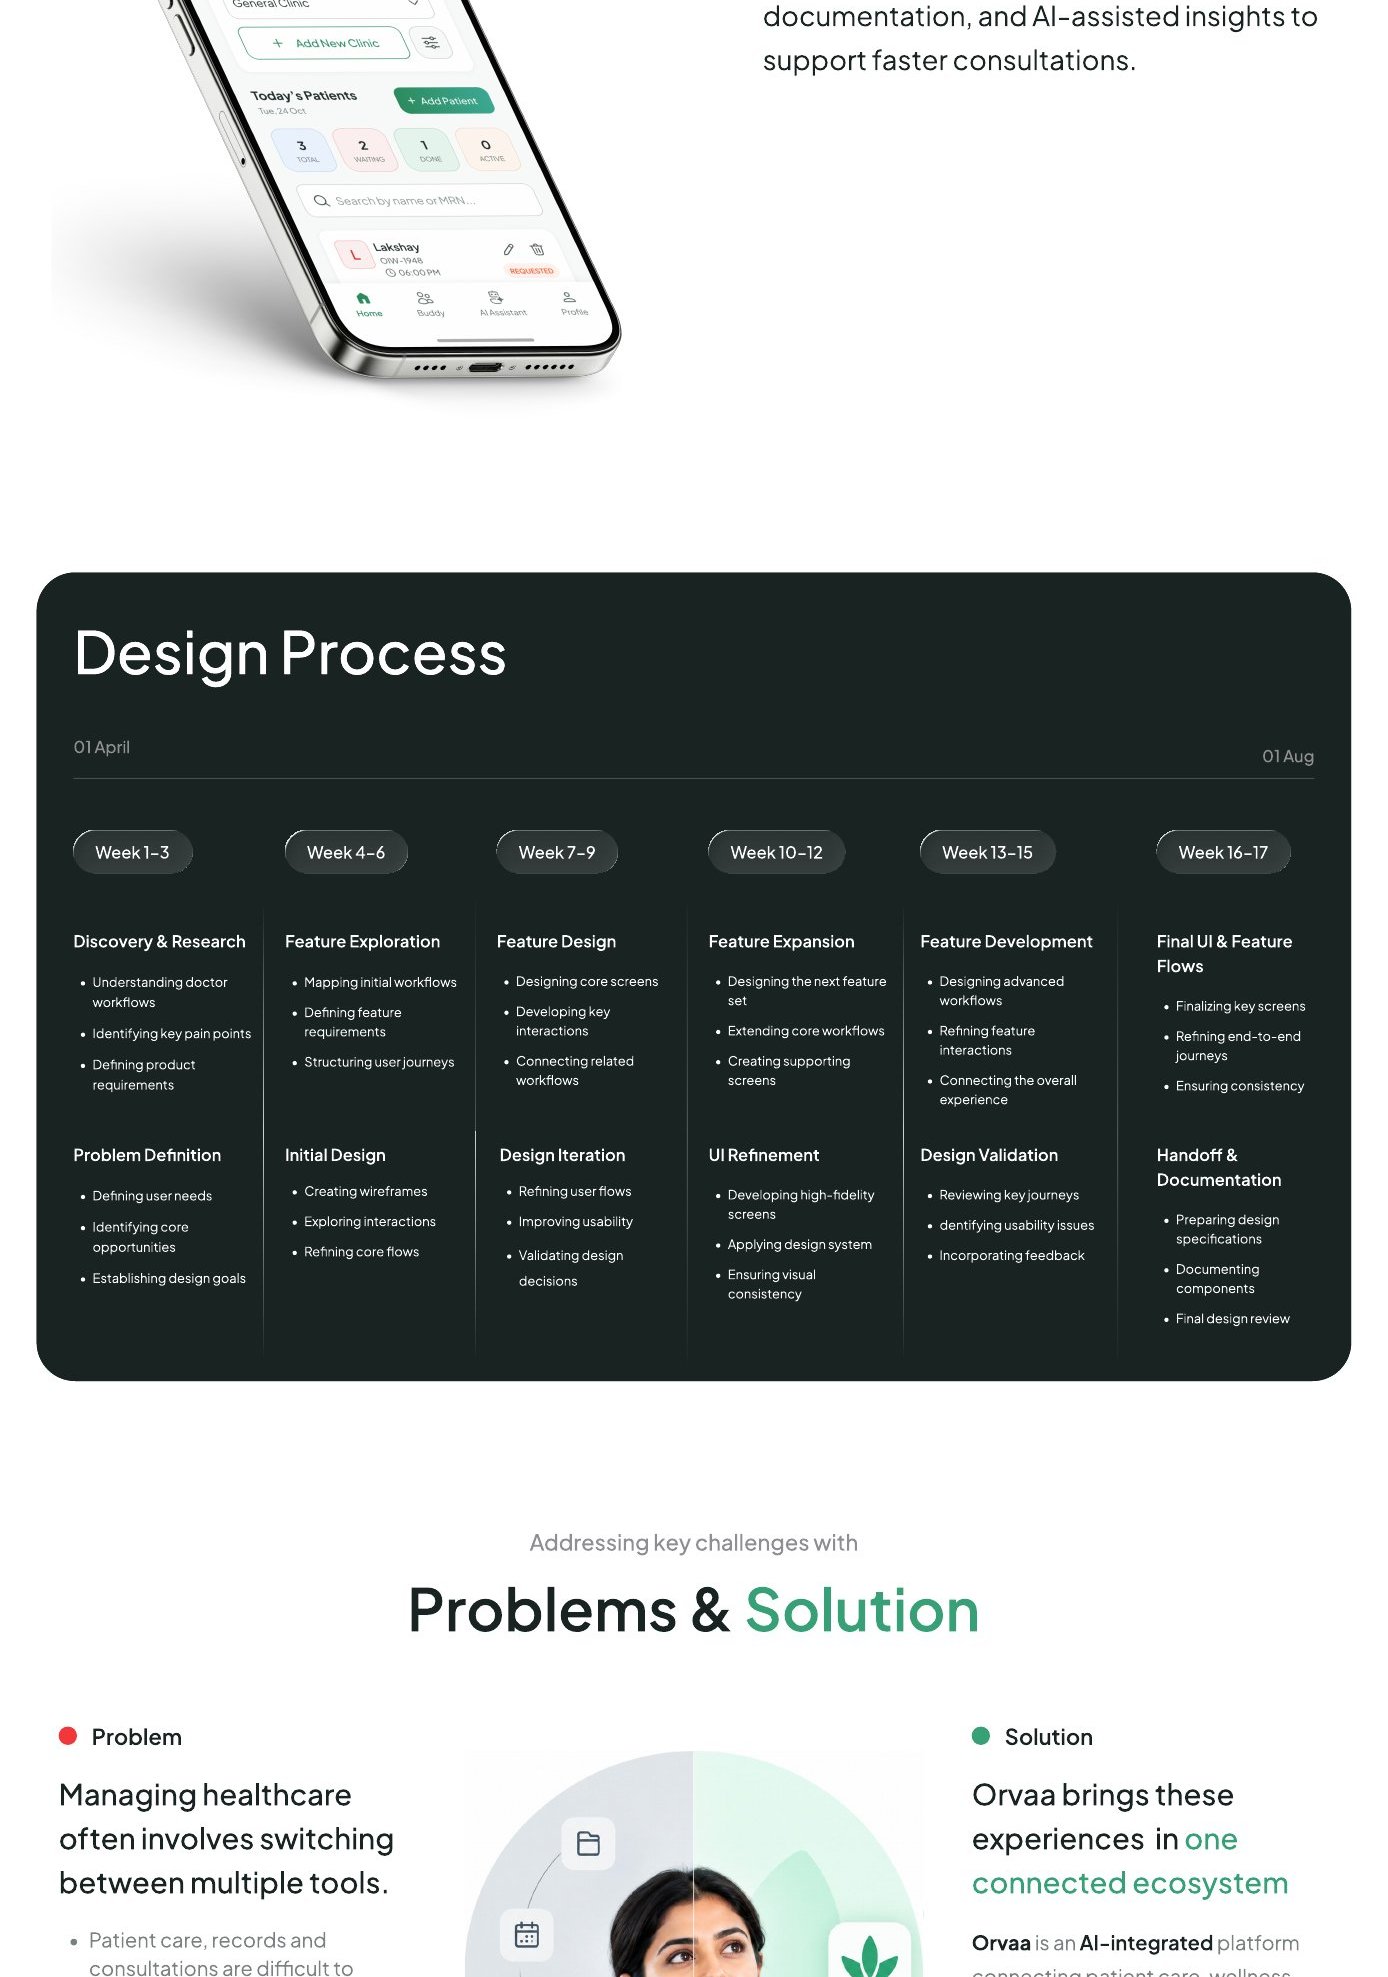 documentation, and AI-assisted insights to
support faster consultations.
General Clinic
+ Add New Clinic
Today's Patients
+ Add Patient
Tue, 24 Oct
3
2
1
0
TOTAL
WAITING
DONE
ACTIVE
Search by name or MRN...
L
Lakshay
OIW-1948
06:00 PM
REQUESTED
Home
Buddy
AI Assistant
Profile
Design Process
01 April
01 Aug
Week 1-3
Discovery & Research
• Understanding doctor
workflows
• Identifying key pain points
• Defining product
requirements
Problem Definition
• Defining user needs
• Identifying core
opportunities
• Establishing design goals
Week 4-6
Feature Exploration
• Mapping initial workflows
• Defining feature
requirements
• Structuring user journeys
Initial Design
• Creating wireframes
• Exploring interactions
• Refining core flows
Week 7-9
Feature Design
• Designing core screens
• Developing key
interactions
• Connecting related
workflows
Design Iteration
• Refining user flows
• Improving usability
• Validating design
decisions
Week 10-12
Feature Expansion
• Designing the next feature
set
• Extending core workflows
• Creating supporting
screens
UI Refinement
• Developing high-fidelity
screens
• Applying design system
• Ensuring visual
consistency
Week 13-15
Feature Development
• Designing advanced
workflows
• Refining feature
interactions
• Connecting the overall
experience
Design Validation
• Reviewing key journeys
• dentifying usability issues
• Incorporating feedback
Week 16-17
Final UI & Feature
Flows
• Finalizing key screens
• Refining end-to-end
journeys
• Ensuring consistency
Handoff &
Documentation
• Preparing design
specifications
• Documenting
components
• Final design review
Addressing key challenges with
Problems & Solution
Problem
Managing healthcare
often involves switching
between multiple tools.
• Patient care, records and
consultations are difficult to
Solution
Orvaa brings these
experiences in one
connected ecosystem
Orvaa is an AI-integrated platform
connecting patient care, wellness